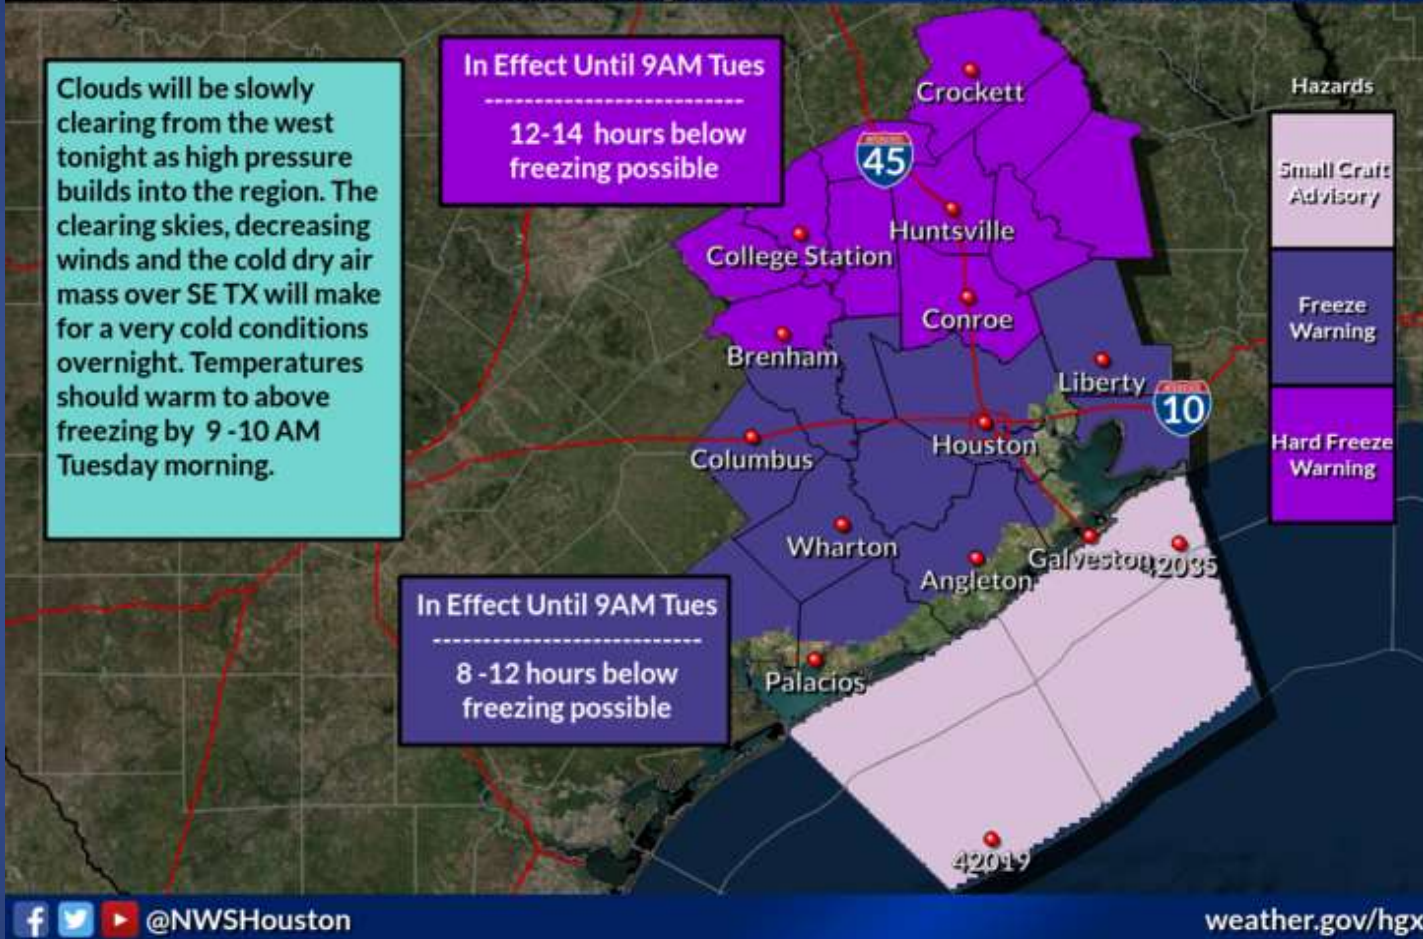 Clouds will be slowly
clearing from the west
tonight as high pressure
builds into the region. The
clearing skies, decreasing
winds and the cold dry air
mass over SE TX will make
for a very cold conditions
overnight. Temperatures
should warm to above
freezing by 9 -10 AM
Tuesday morning.
In Effect Until 9AM Tues
---------------------------
12-14 hours below
freezing possible
Hazards
Small Craft
Advisory
Freeze
Warning
Hard Freeze
Warning
Crockett
45
Huntsville
College Station
Conroe
Brenham
Liberty
10
Houston
Columbus
Wharton
Galveston
42035
Angleton
In Effect Until 9AM Tues
----------------------------
8 -12 hours below
freezing possible
Palacios
42019
@NWSHouston
weather.gov/hgx